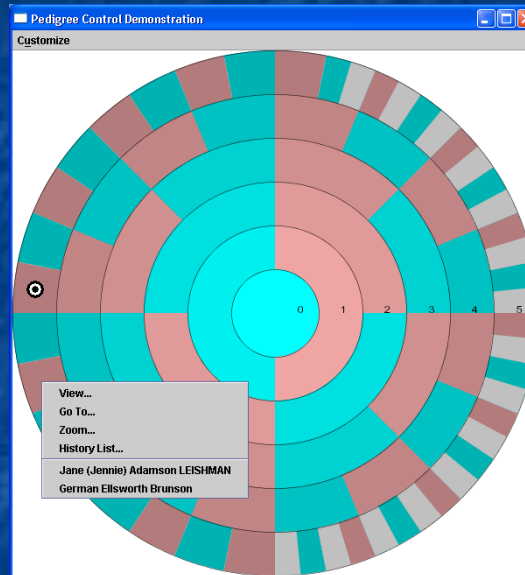 Pedigree Control Demonstration
Customize
0 1 2 3 4 5
View...
Go To...
Zoom...
History List...
Jane (Jennie) Adamson LEISHMAN
German Ellsworth Brunson